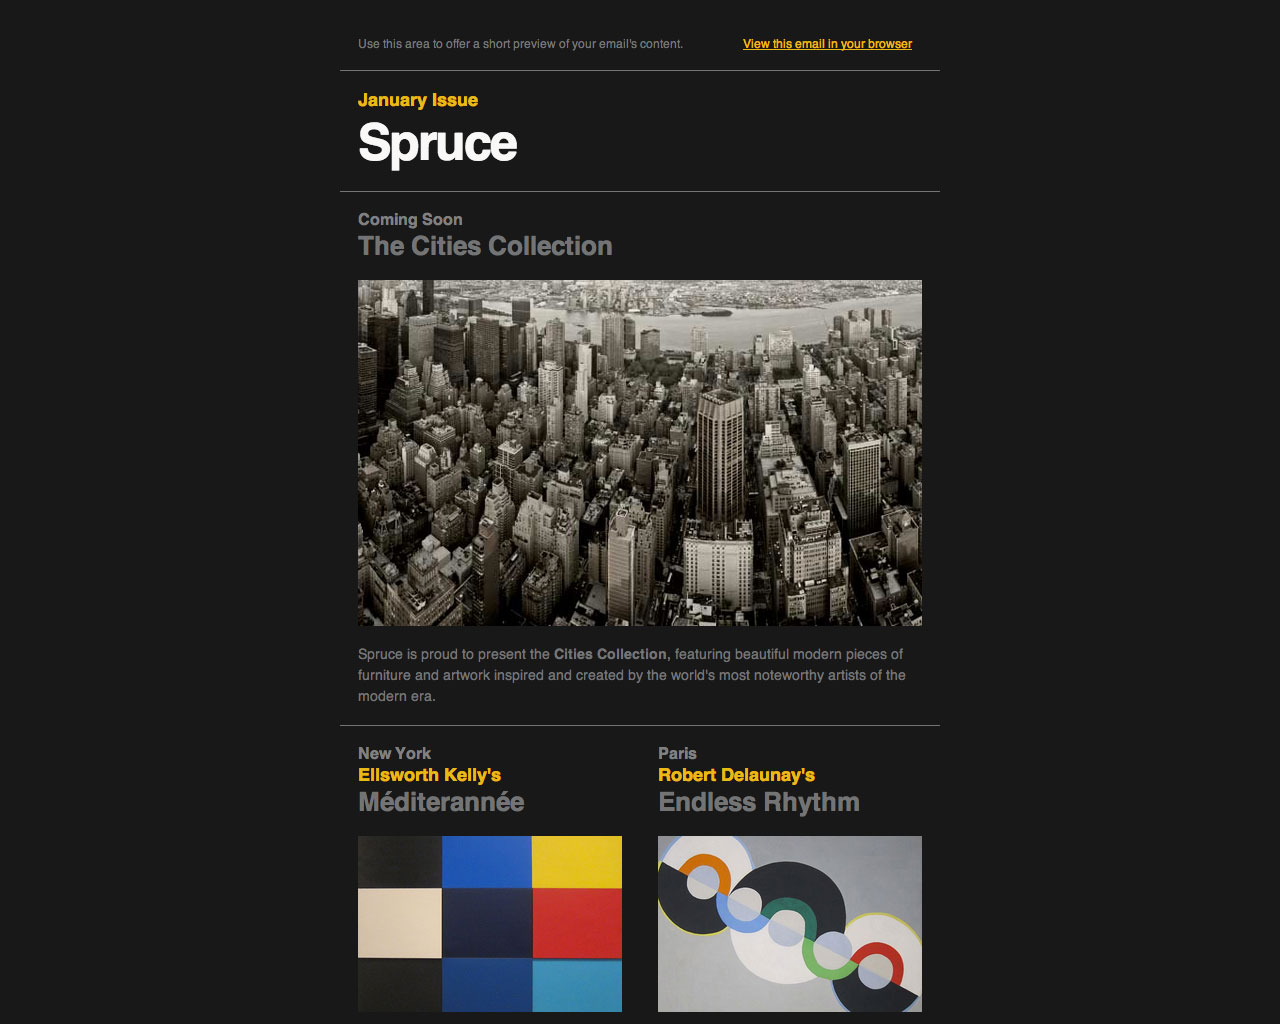 Use this area to offer a short preview of your email's content.
View this email in your browser
January Issue
Spruce
Coming Soon
The Cities Collection
Spruce is proud to present the Cities Collection, featuring beautiful modern pieces of
furniture and artwork inspired and created by the world's most noteworthy artists of the
modern era.
New York
Ellsworth Kelly's
Méditerannée
Paris
Robert Delaunay's
Endless Rhythm